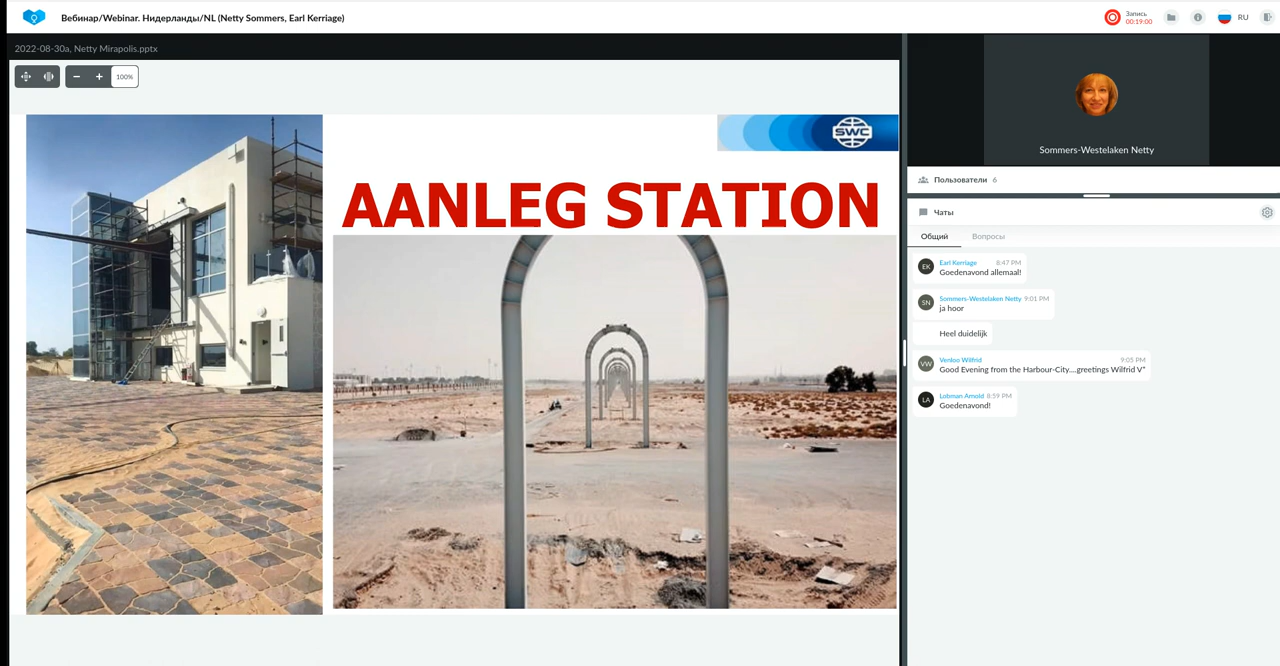 Вебинар/Webinar. Нидерланды/NL (Netty Sommers, Earl Kerriage)
Запись
00:19:00
RU
2022-08-30a, Netty Mirapolis.pptx
100%
SWC
AANLEG STATION
Sommers-Westelaken Netty
Пользователи 6
Чаты
Общий Вопросы
EK Earl Kerriage 8:47 PM
Goedenavond allemaal!
SN Sommers-Westelaken Netty 9:01 PM
ja hoor
Heel duidelijk
VW Venloo Wilfrid 9:05 PM
Good Evening from the Harbour-City....greetings Wilfrid V"
LA Lobman Arnold 8:59 PM
Goedenavond!